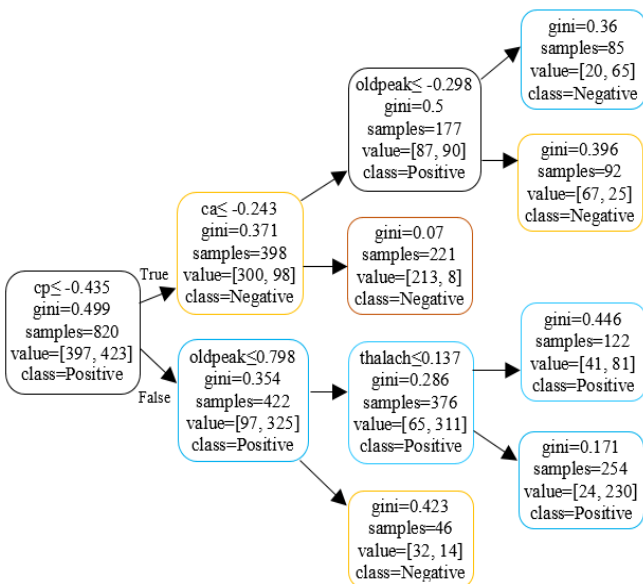 cp≤ -0.435
gini=0.499
samples=820
value=[397, 423]
class=Positive
True
False
ca≤ -0.243
gini=0.371
samples=398
value=[300, 98]
class=Negative
oldpeak≤0.798
gini=0.354
samples=422
value=[97, 325]
class=Positive
oldpeak≤ -0.298
gini=0.5
samples=177
value=[87, 90]
class=Positive
gini=0.07
samples=221
value=[213, 8]
class=Negative
thalach≤0.137
gini=0.286
samples=376
value=[65, 311]
class=Positive
gini=0.423
samples=46
value=[32, 14]
class=Negative
gini=0.36
samples=85
value=[20, 65]
class=Negative
gini=0.396
samples=92
value=[67, 25]
class=Negative
gini=0.446
samples=122
value=[41, 81]
class=Positive
gini=0.171
samples=254
value=[24, 230]
class=Positive